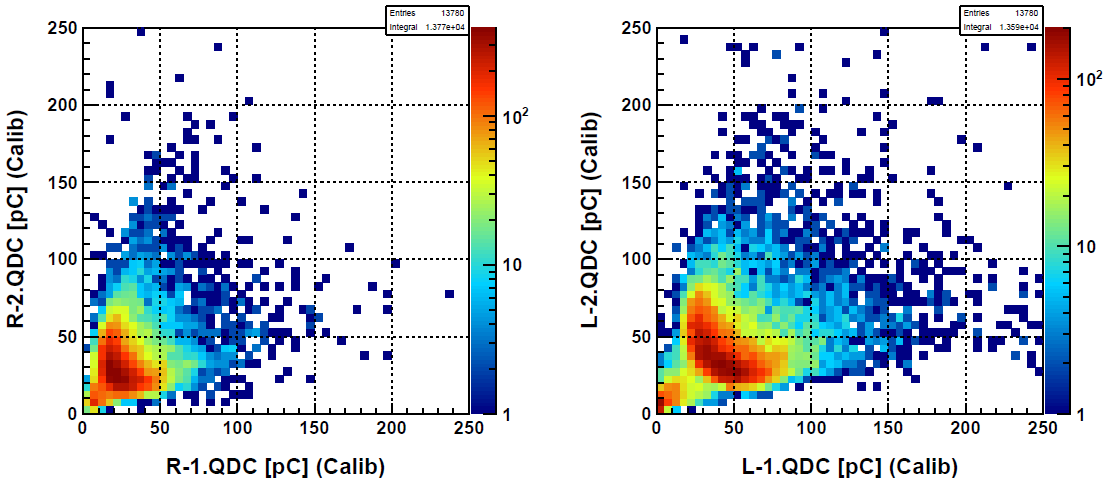 Entries 13780
Integral 1.377e+04
250
200
150
100
50
0
R-2.QDC [pC] (Calib)
0 50 100 150 200 250
R-1.QDC [pC] (Calib)
10²
10
1
Entries 13780
Integral 1.359e+04
250
200
150
100
50
0
L-2.QDC [pC] (Calib)
0 50 100 150 200 250
L-1.QDC [pC] (Calib)
10²
10
1